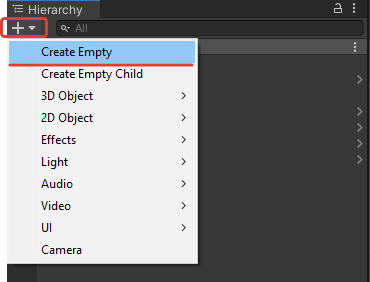 Hierarchy
All
Create Empty
Create Empty Child
3D Object
2D Object
Effects
Light
Audio
Video
UI
Camera